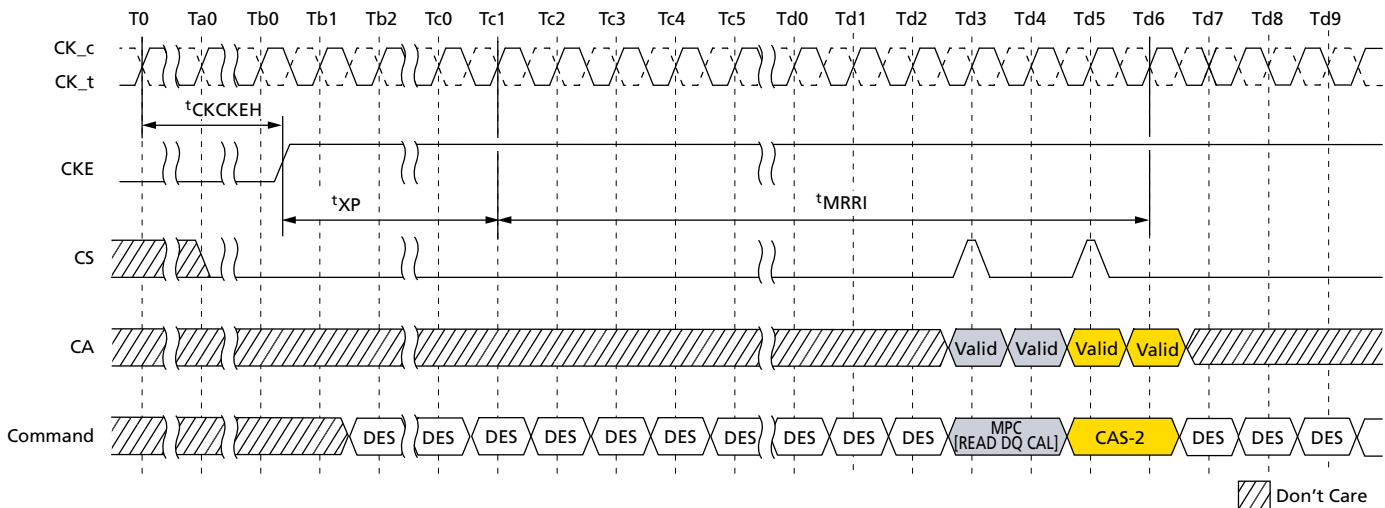 T0 Ta0 Tb0 Tb1 Tb2 Tc0 Tc1 Tc2 Tc3 Tc4 Tc5 Td0 Td1 Td2 Td3 Td4 Td5 Td6 Td7 Td8 Td9
CK_c
CK_t
tCKCKEH
CKE
tXP tMRRI
CS
CA Valid Valid Valid Valid
Command DES DES DES DES DES DES DES DES DES DES MPC [READ DQ CAL] CAS-2 DES DES DES
Don't Care